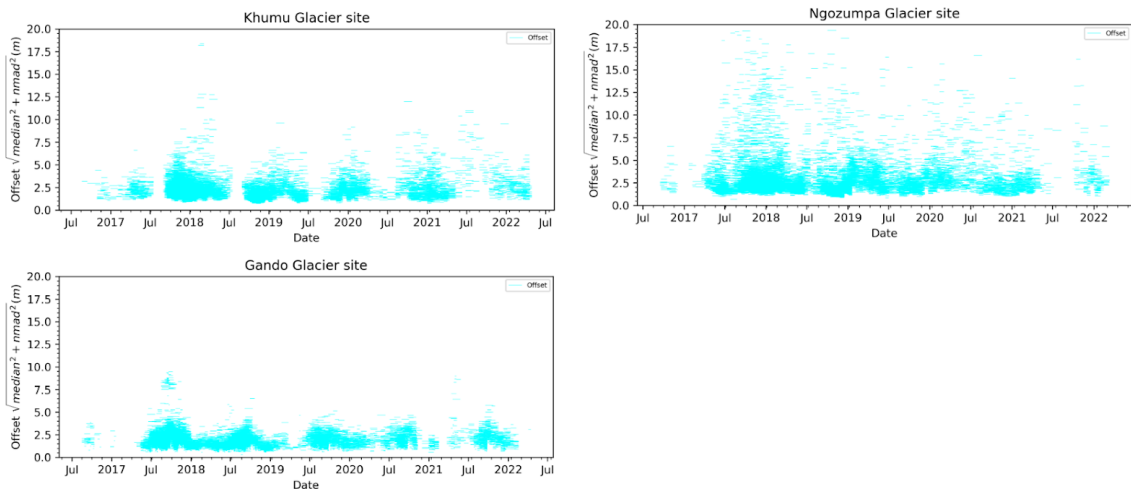 Khumu Glacier site
20.0
17.5
15.0
12.5
10.0
7.5
5.0
2.5
0.0
Offset √median² + nmad² (m)
Offset
Jul 2017 Jul 2018 Jul 2019 Jul 2020 Jul 2021 Jul 2022 Jul
Date
Ngozumpa Glacier site
20.0
17.5
15.0
12.5
10.0
7.5
5.0
2.5
0.0
Offset √median² + nmad² (m)
Offset
Jul 2017 Jul 2018 Jul 2019 Jul 2020 Jul 2021 Jul 2022
Date
Gando Glacier site
20.0
17.5
15.0
12.5
10.0
7.5
5.0
2.5
0.0
Offset √median² + nmad² (m)
Offset
Jul 2017 Jul 2018 Jul 2019 Jul 2020 Jul 2021 Jul 2022 Jul
Date